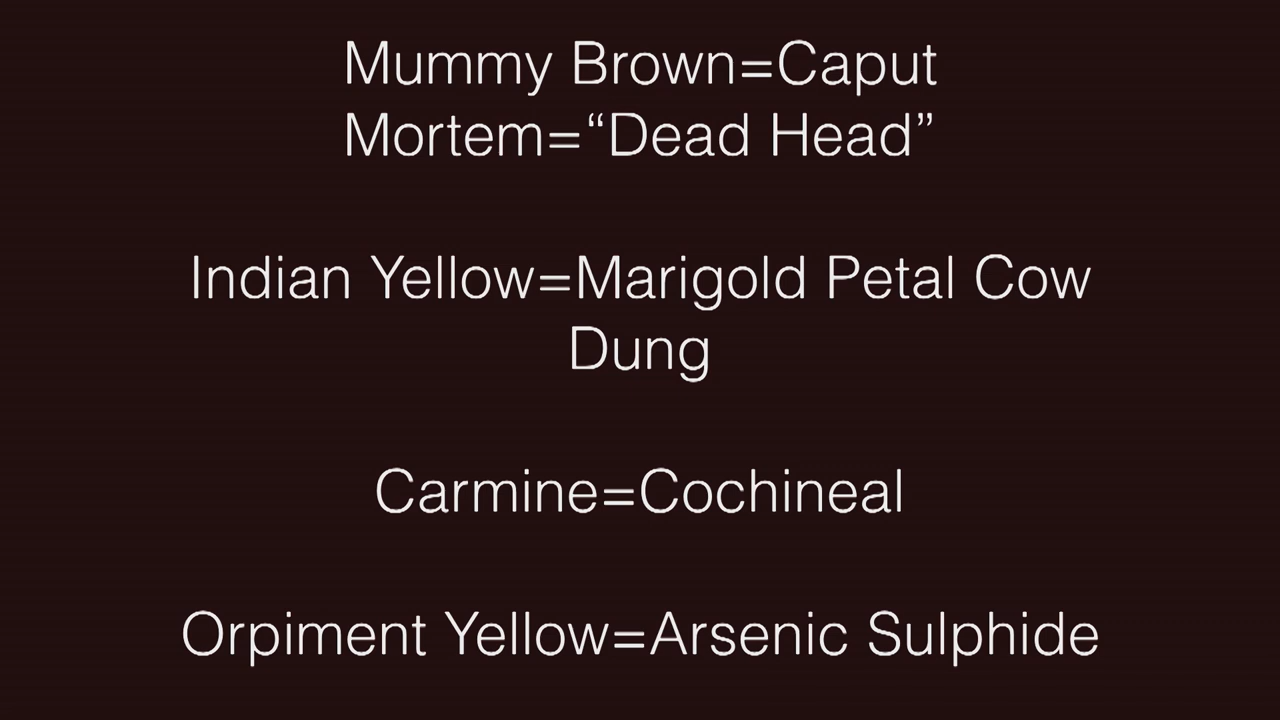 Mummy Brown=Caput
Mortem=“Dead Head”
Indian Yellow=Marigold Petal Cow
Dung
Carmine=Cochineal
Orpiment Yellow=Arsenic Sulphide